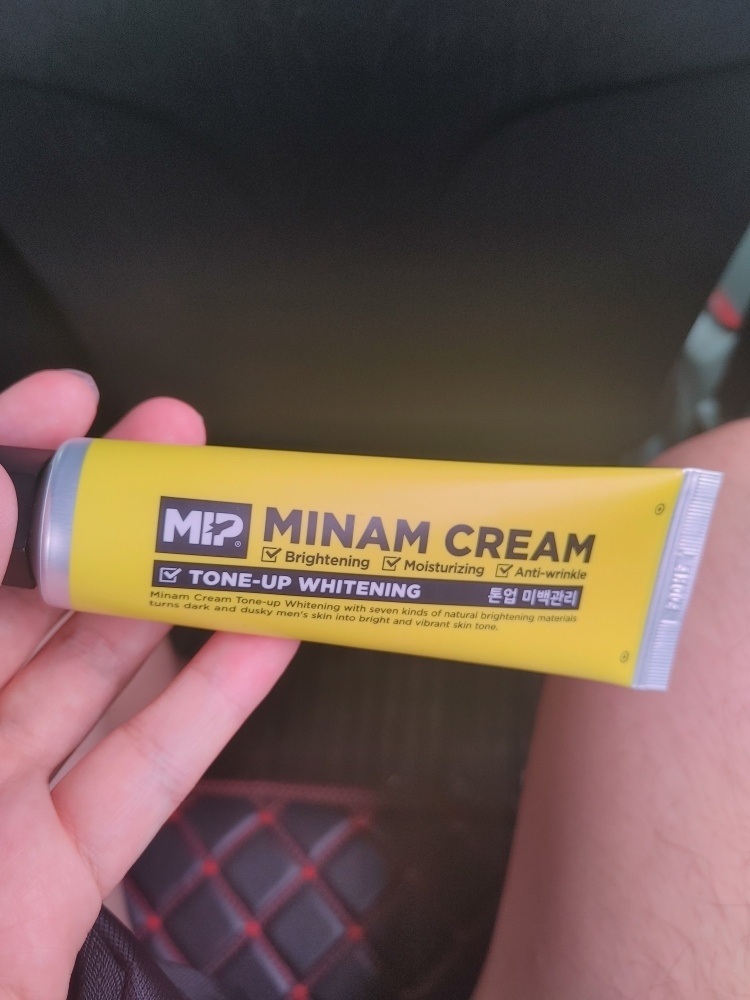 MIP®
MINAM CREAM
Brightening Moisturizing Anti-wrinkle
TONE-UP WHITENING 톤업 미백관리
Minam Cream Tone-up Whitening with seven kinds of natural brightening materials
turns dark and dusky men's skin into bright and vibrant skin tone.